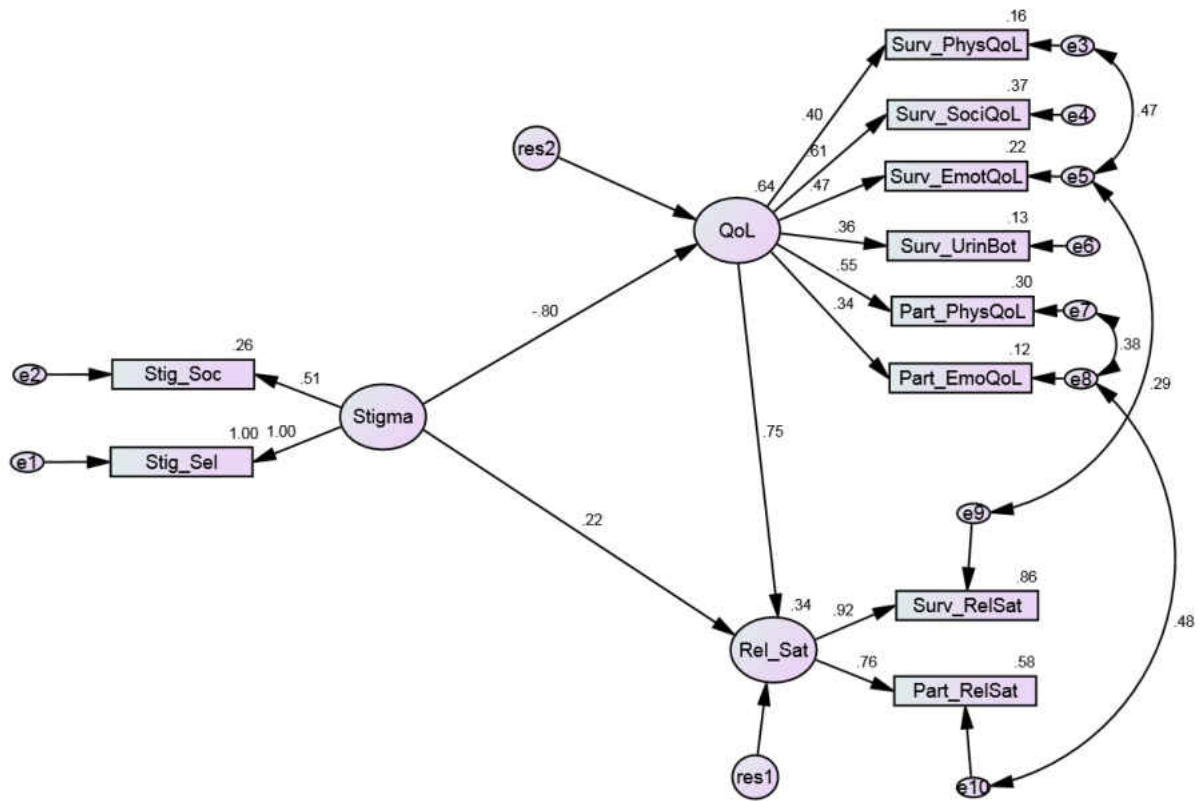 .16
Surv_PhysQoL
e3
.40
.37
Surv_SociQoL
e4
.47
.61
.22
Surv_EmotQoL
e5
.47
res2
.64
QoL
.36
.13
Surv_UrinBot
e6
.55
.30
Part_PhysQoL
e7
.34
.38
.12
Part_EmoQoL
e8
.29
-.80
.26
e2
Stig_Soc
.51
Stigma
1.00
1.00
e1
Stig_Sel
.75
.22
e9
.86
Surv_RelSat
.92
.34
Rel_Sat
.48
.76
.58
Part_RelSat
res1
e10